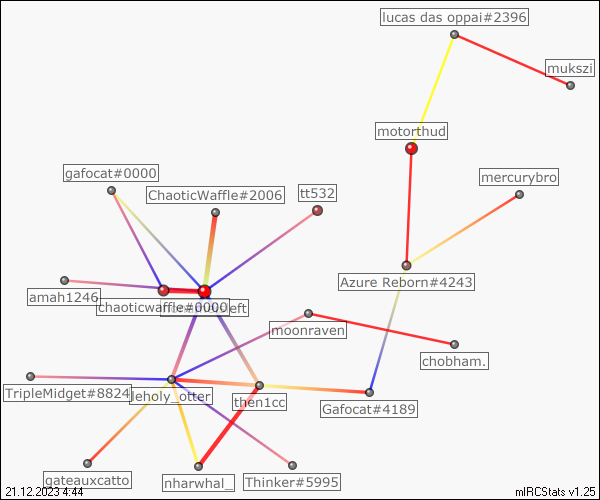 lucas das oppai#2396
mukszi
motorthud
gafocat#0000
mercurybro
ChaoticWaffle#2006
tt532
Azure Reborn#4243
amah1246
chaoticwaffle#0000
eft
moonraven
chobham.
TripleMidget#8824
leholy_otter
then1cc
Gafocat#4189
gateauxcatto
nharwhal_
Thinker#5995
21.12.2023 4:44
mIRCStats v1.25